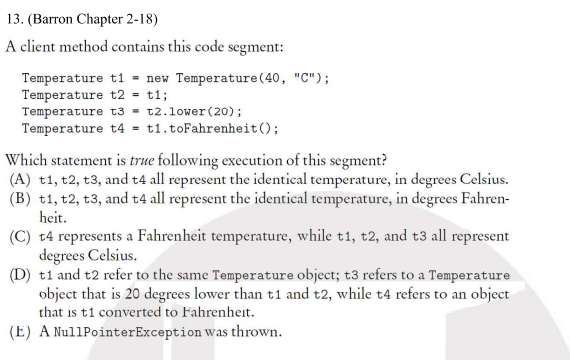 13. (Barron Chapter 2-18)
A client method contains this code segment:
Temperature t1 = new Temperature(40, "C");
Temperature t2 = t1;
Temperature t3 = t2.lower(20);
Temperature t4 = t1.toFahrenheit();
Which statement is true following execution of this segment?
(A) t1, t2, t3, and t4 all represent the identical temperature, in degrees Celsius.
(B) t1, t2, t3, and t4 all represent the identical temperature, in degrees Fahren-
heit.
(C) t4 represents a Fahrenheit temperature, while t1, t2, and t3 all represent
degrees Celsius.
(D) t1 and t2 refer to the same Temperature object; t3 refers to a Temperature
object that is 20 degrees lower than t1 and t2, while t4 refers to an object
that is t1 converted to Fahrenheit.
(E) A NullPointerException was thrown.